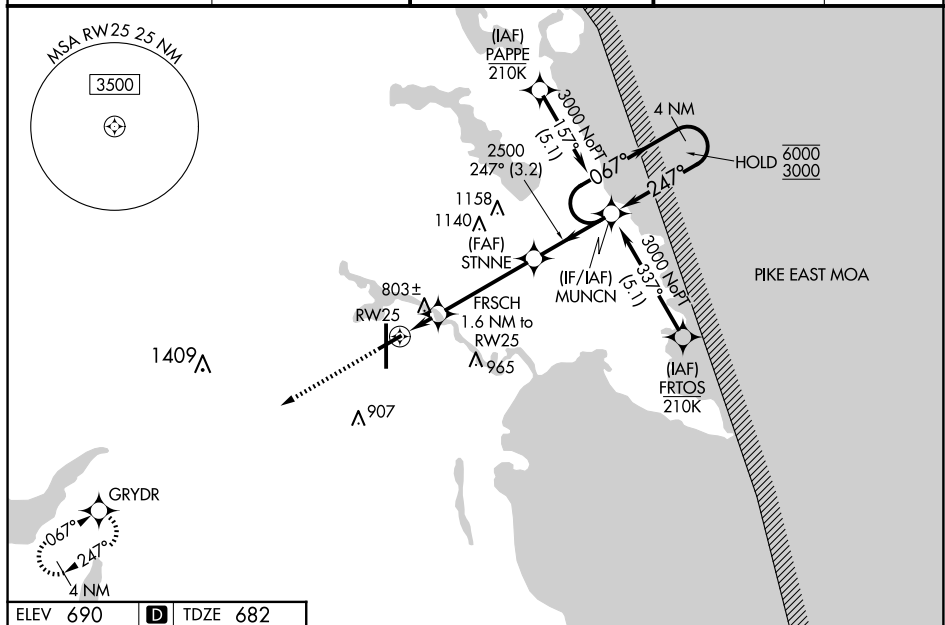 MSA RW25 25 NM
3500
(IAF)
PAPPE
210K
3000 NoPT
157°
(5.1)
4 NM
067°
247°
HOLD
6000
3000
2500
247° (3.2)
1158
1140
(FAF)
STNNE
(IF/IAF)
MUNCN
3000 NoPT
337°
(5.1)
PIKE EAST MOA
803±
FRSCH
1.6 NM to
RW25
RW25
965
1409
907
(IAF)
FRTOS
210K
GRYDR
067°
247°
4 NM
ELEV 690 D TDZE 682